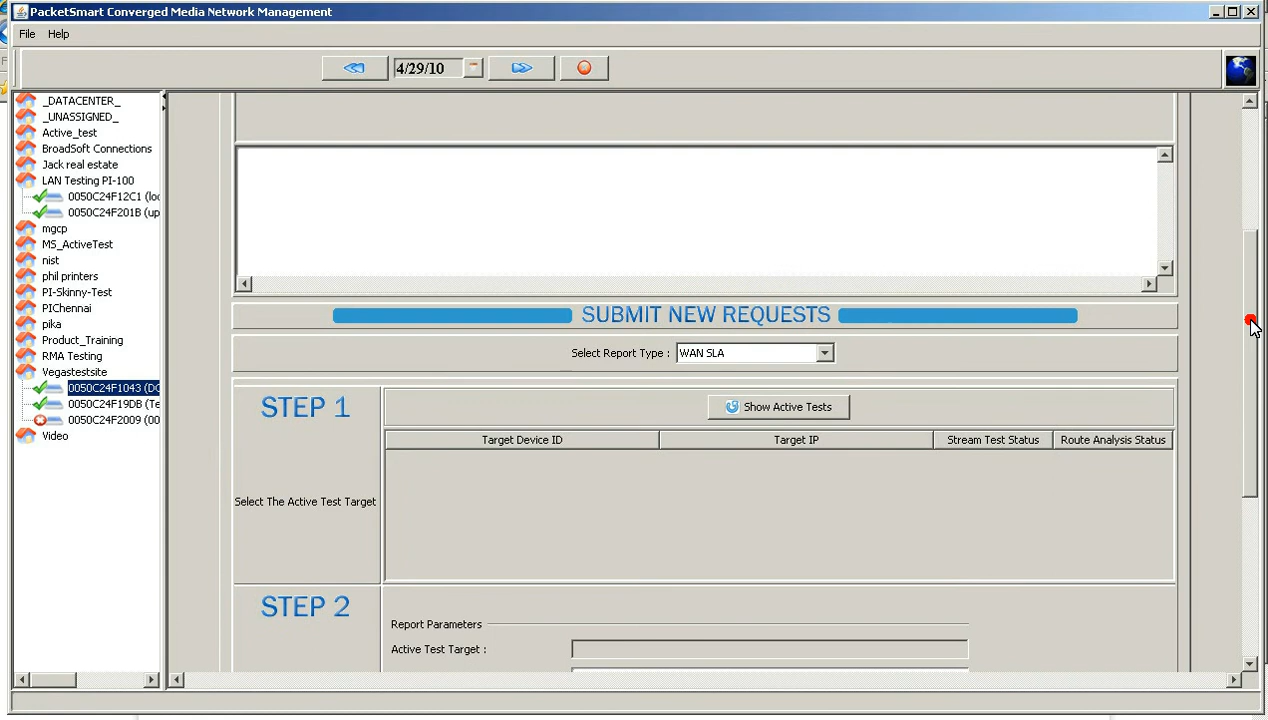 PacketSmart Converged Media Network Management
File Help
4/29/10
_DATACENTER_
_UNASSIGNED_
Active_test
BroadSoft Connections
Jack real estate
LAN Testing PI-100
0050C24F12C1 (loc
0050C24F201B (up
mgcp
MS_ActiveTest
nist
phil printers
PI-Skinny-Test
PIChennai
pika
Product_Training
RMA Testing
Vegastestsite
0050C24F1043 (DC
0050C24F19DB (Te
0050C24F2009 (00
Video
SUBMIT NEW REQUESTS
Select Report Type : WAN SLA
STEP 1
Show Active Tests
Target Device ID Target IP Stream Test Status Route Analysis Status
Select The Active Test Target
STEP 2
Report Parameters
Active Test Target :